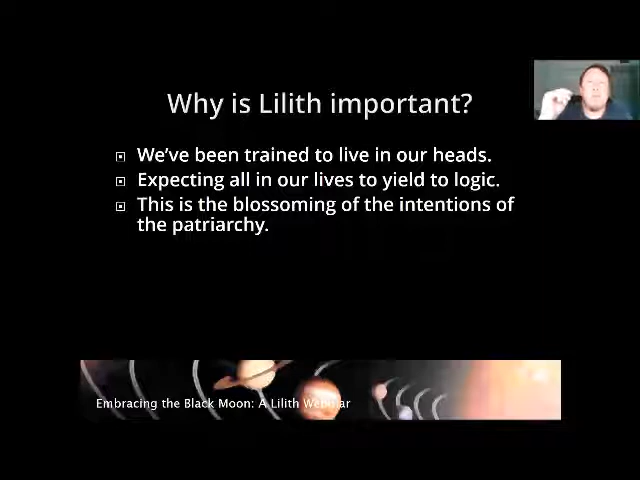 Why is Lilith important?
We've been trained to live in our heads.
Expecting all in our lives to yield to logic.
This is the blossoming of the intentions of
the patriarchy.
Embracing the Black Moon: A Lilith Webinar